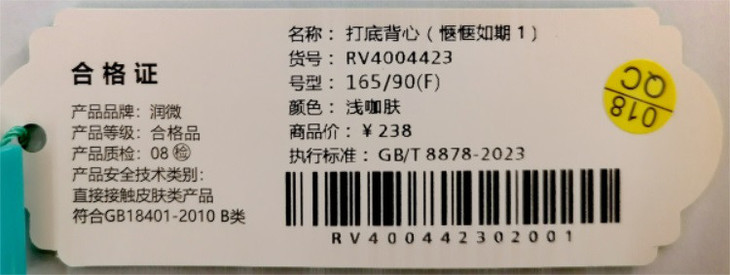 合格证
产品品牌：润微
产品等级：合格品
产品质检：08 检
产品安全技术类别：
直接接触皮肤类产品
符合GB18401-2010 B类
名称：打底背心（惬惬如期1）
货号：RV4004423
号型：165/90(F)
颜色：浅咖肤
商品价：￥238
执行标准：GB/T 8878-2023
RV400442302001
018
QC